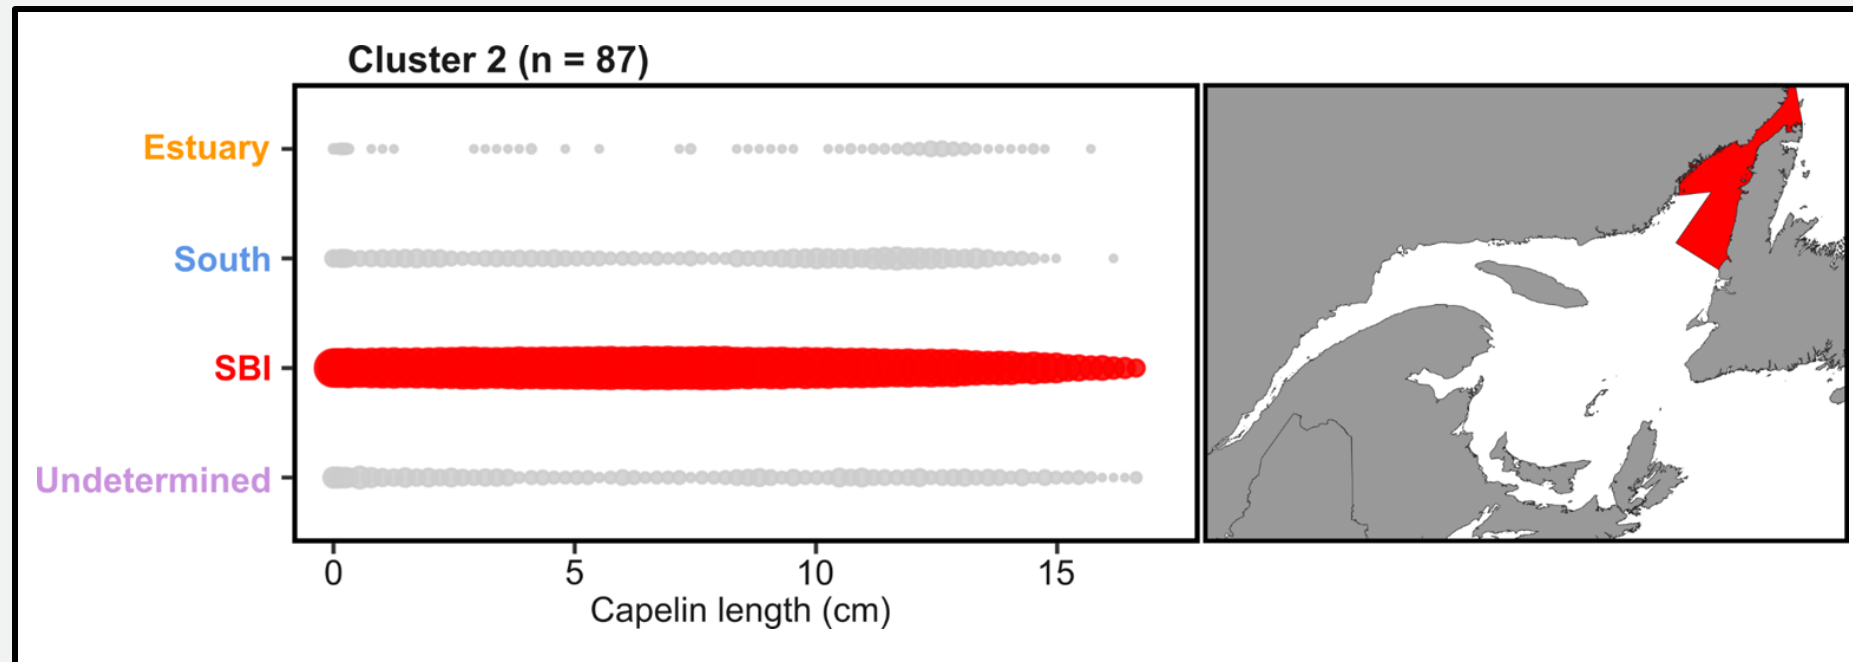 Cluster 2 (n = 87)
Estuary
South
SBI
Undetermined
0 5 10 15
Capelin length (cm)